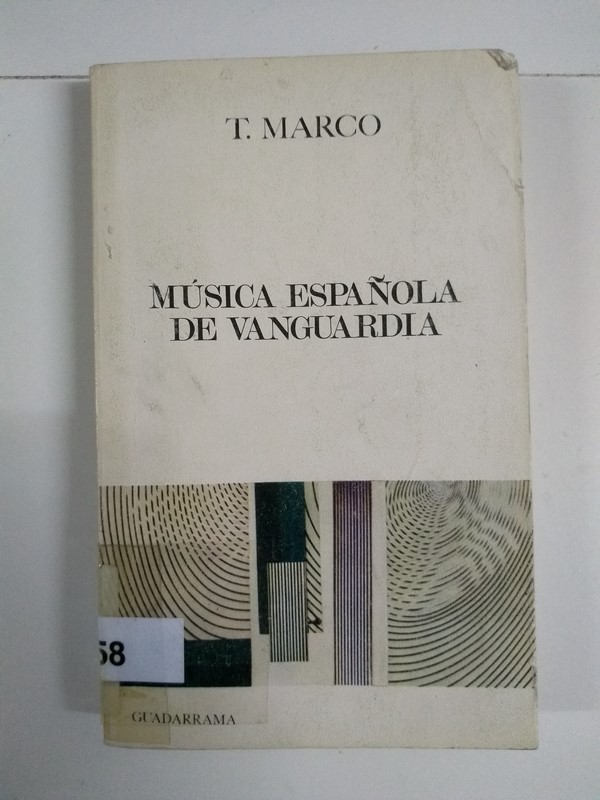 T. MARCO
MÚSICA ESPAÑOLA
DE VANGUARDIA
58
GUADARRAMA